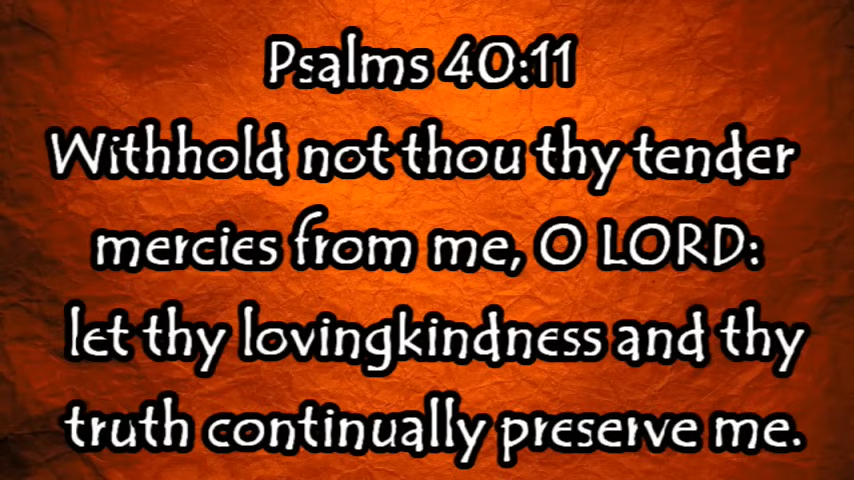 Psalms 40:11
Withhold not thou thy tender
mercies from me, O LORD:
let thy lovingkindness and thy
truth continually preserve me.